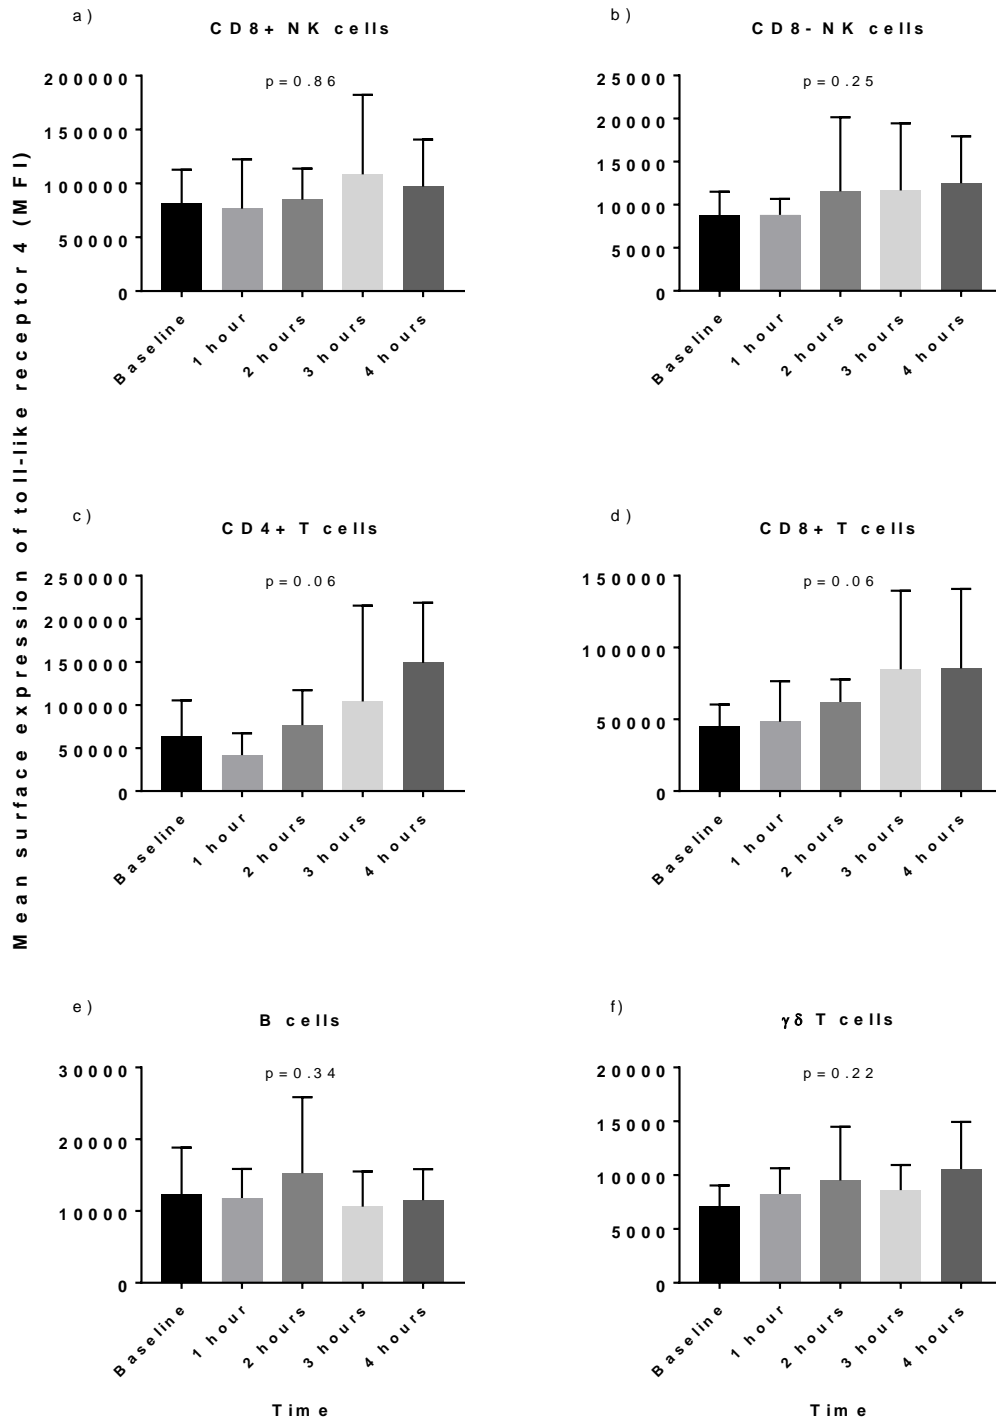 Mean surface expression of toll-like receptor 4 (MFI)
a)
CD8+ NK cells
p=0.86
200000
150000
100000
50000
0
Baseline
1 hour
2 hours
3 hours
4 hours
b)
CD8- NK cells
p=0.25
25000
20000
15000
10000
5000
0
Baseline
1 hour
2 hours
3 hours
4 hours
c)
CD4+ T cells
p=0.06
250000
200000
150000
100000
50000
0
Baseline
1 hour
2 hours
3 hours
4 hours
d)
CD8+ T cells
p=0.06
150000
100000
50000
0
Baseline
1 hour
2 hours
3 hours
4 hours
e)
B cells
p=0.34
30000
20000
10000
0
Baseline
1 hour
2 hours
3 hours
4 hours
Time
f)
γδ T cells
p=0.22
20000
15000
10000
5000
0
Baseline
1 hour
2 hours
3 hours
4 hours
Time